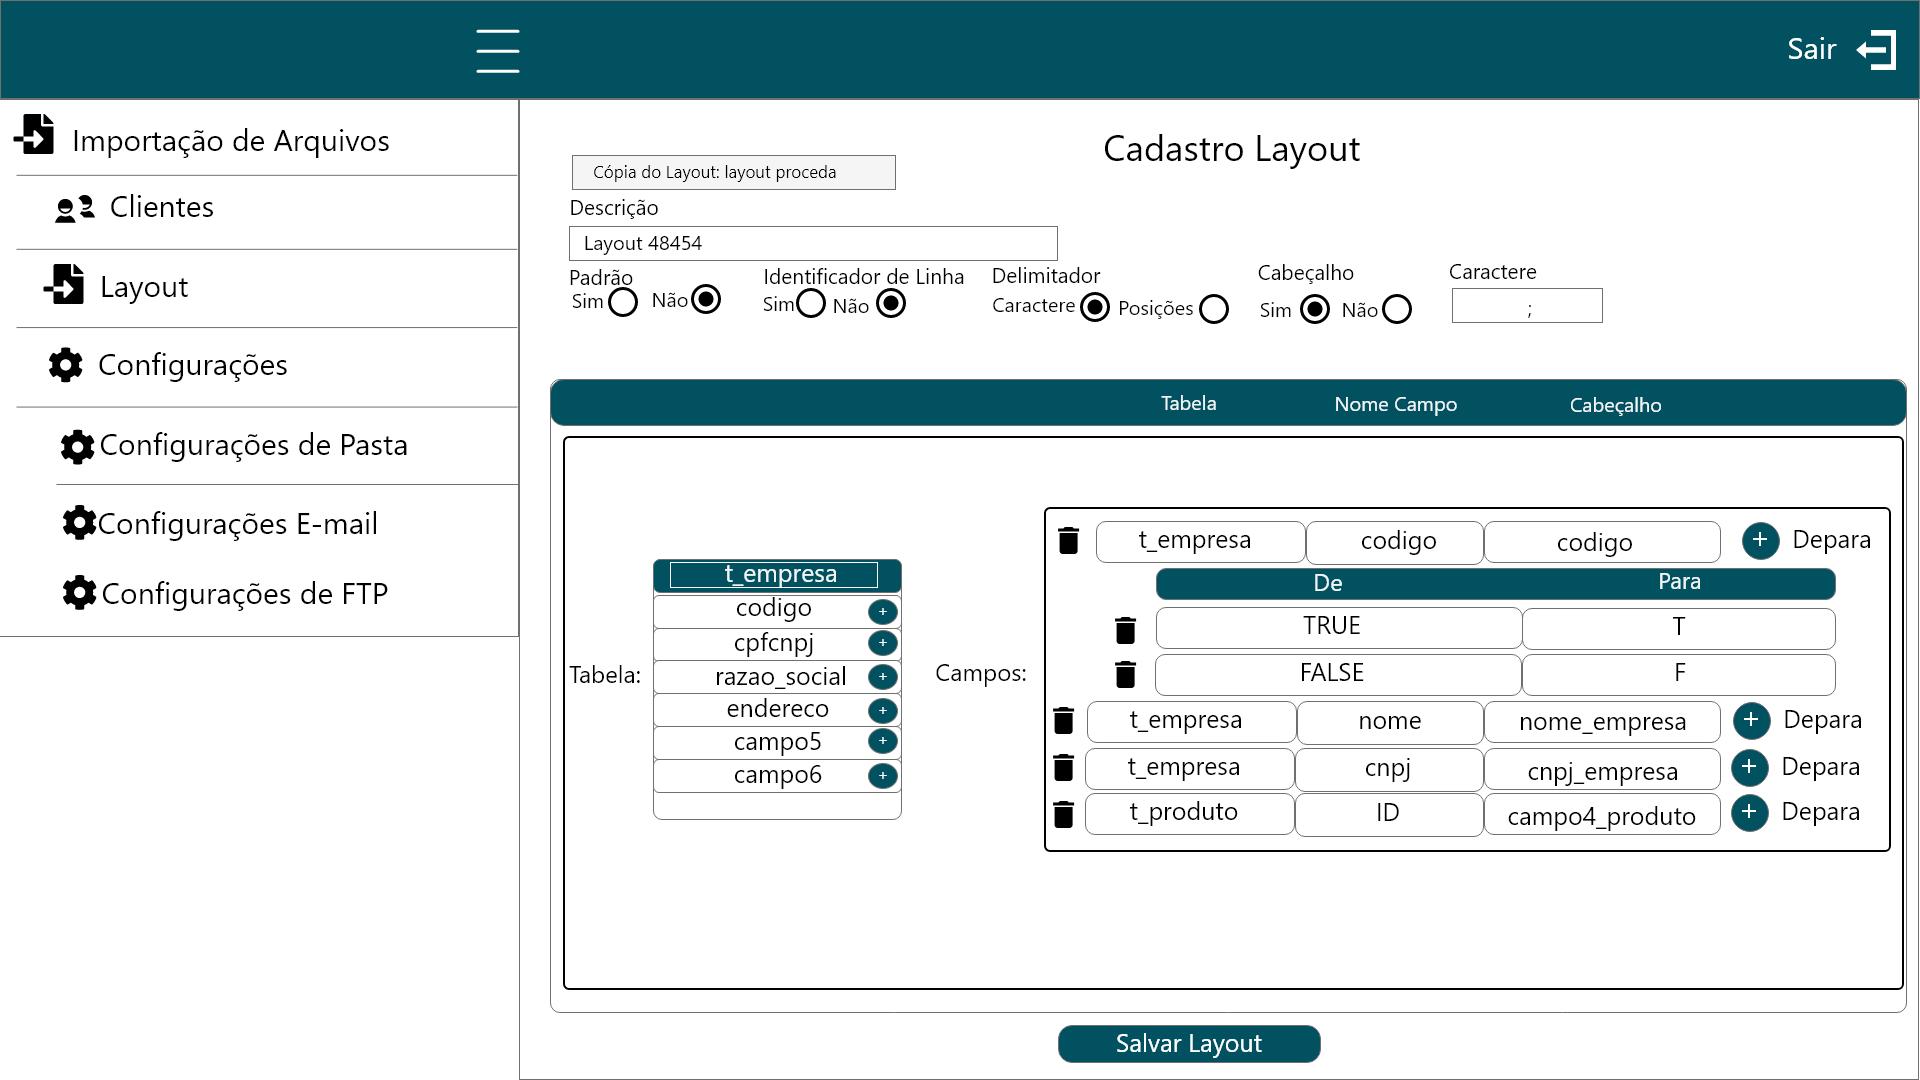 Sair
Importação de Arquivos
Clientes
Layout
Configurações
Configurações de Pasta
Configurações E-mail
Configurações de FTP
Cadastro Layout
Cópia do Layout: layout proceda
Descrição
Layout 48454
Padrão
Sim Não
Identificador de Linha
Sim Não
Delimitador
Caractere Posições
Cabeçalho
Sim Não
Caractere
;
Tabela Nome Campo Cabeçalho
Tabela:
t_empresa
codigo +
cpfcnpj +
razao_social +
endereco +
campo5 +
campo6 +
Campos:
t_empresa codigo codigo + Depara
De Para
TRUE T
FALSE F
t_empresa nome nome_empresa + Depara
t_empresa cnpj cnpj_empresa + Depara
t_produto ID campo4_produto + Depara
Salvar Layout